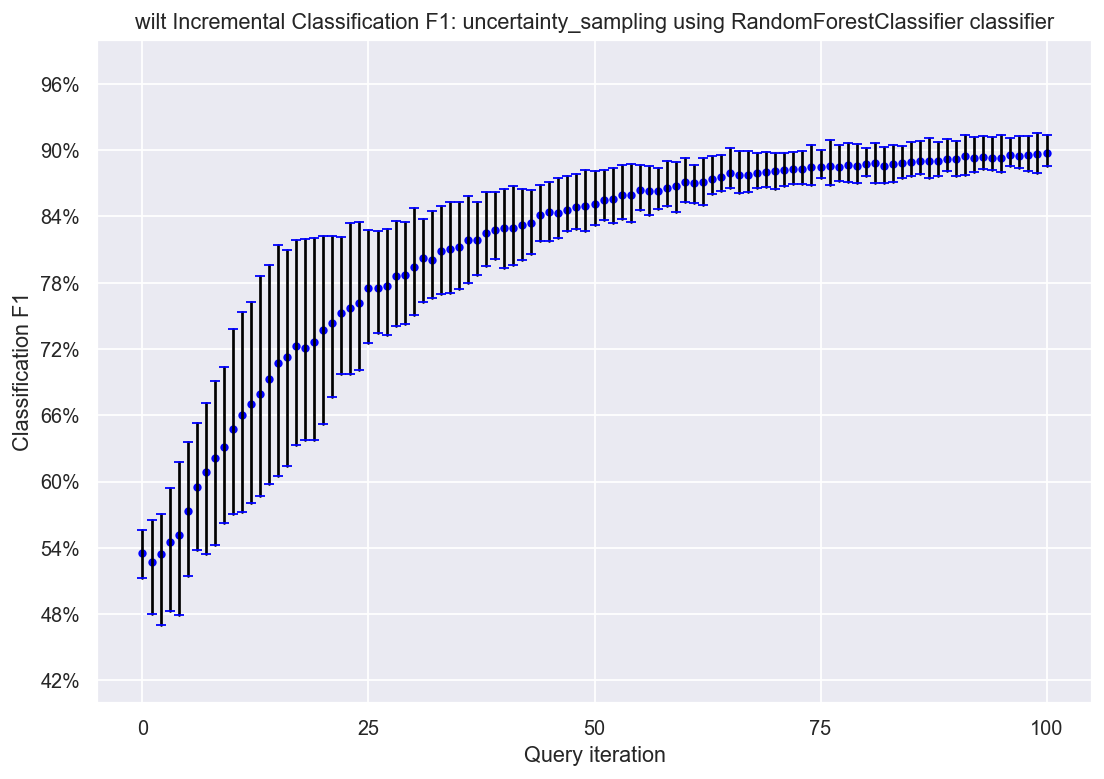 wilt Incremental Classification F1: uncertainty_sampling using RandomForestClassifier classifier
96%
90%
84%
78%
72%
66%
60%
54%
48%
42%
Classification F1
0 25 50 75 100
Query iteration